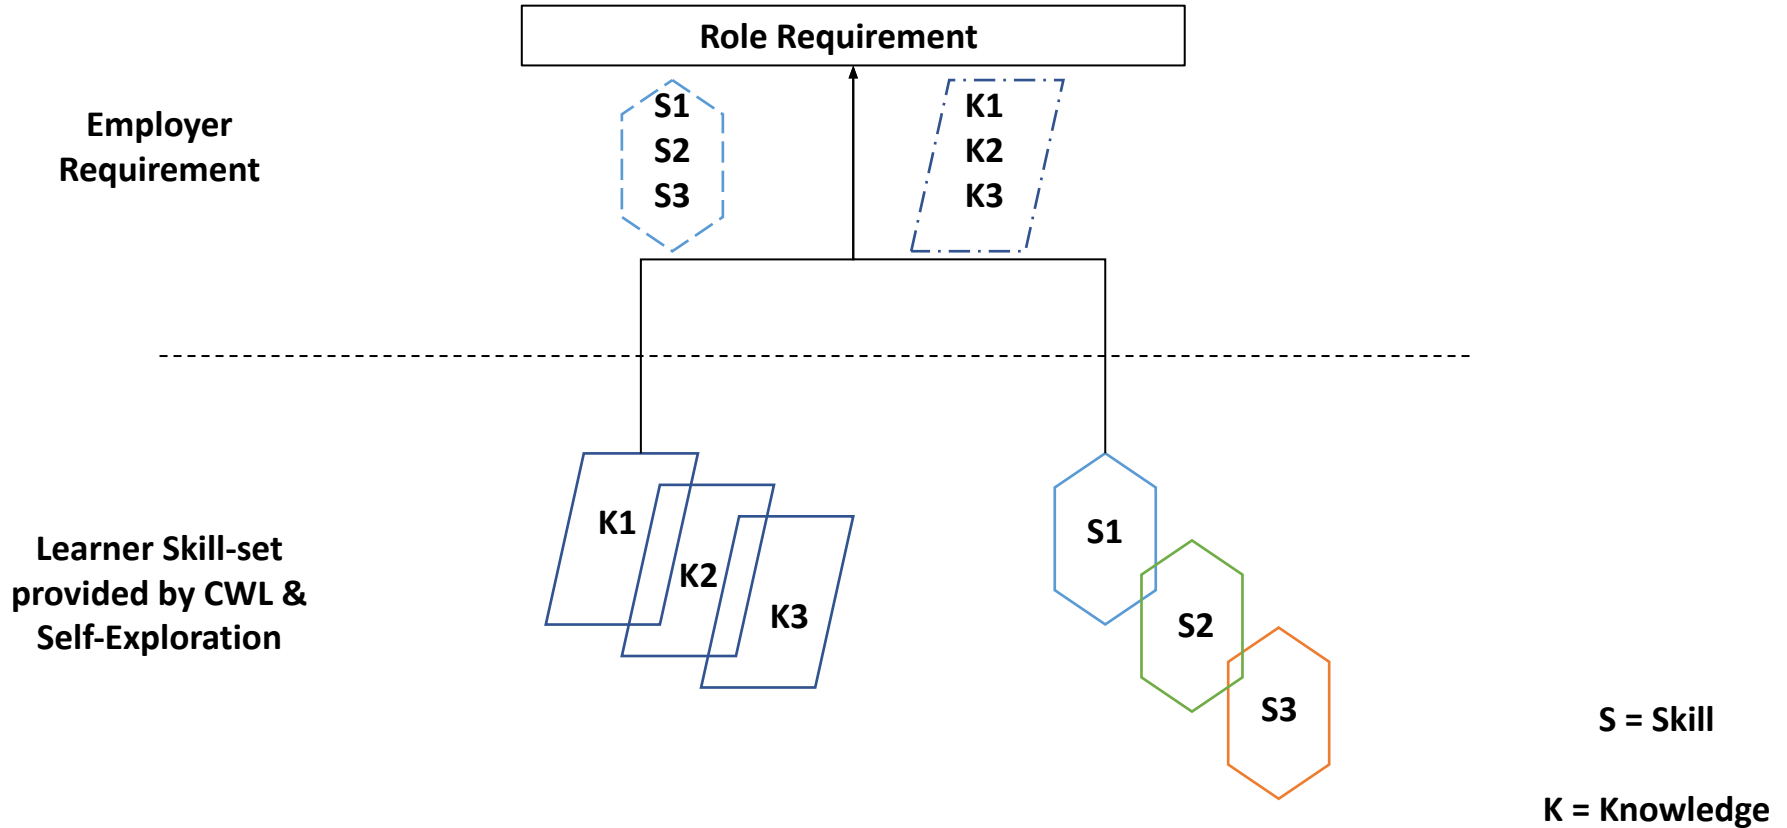 Role Requirement
Employer
Requirement
S1
S2
S3
K1
K2
K3
Learner Skill-set
provided by CWL &
Self-Exploration
K1
K2
K3
S1
S2
S3
S = Skill
K = Knowledge